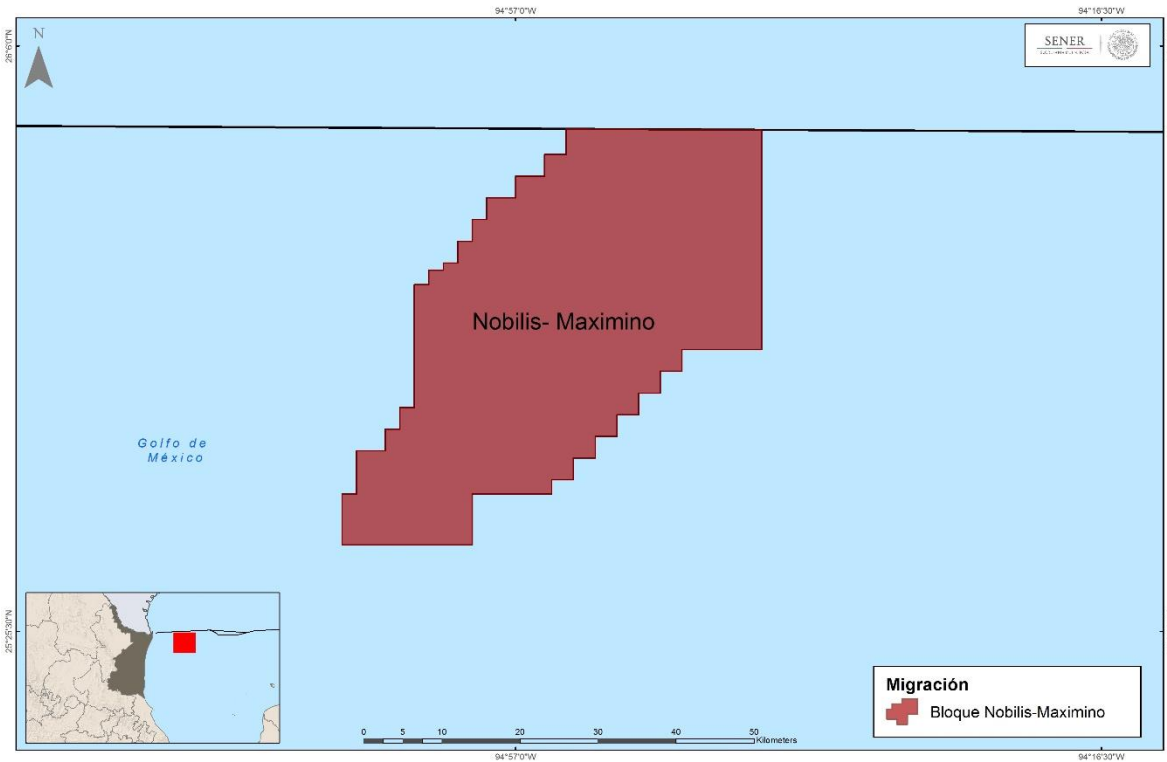 94°57'0"W
94°16'30"W
26°6'0"N
N
SENER
Nobilis- Maximino
Golfo de
México
25°25'30"N
Migración
Bloque Nobilis-Maximino
0 5 10 20 30 40 50
Kilometers
94°57'0"W
94°16'30"W